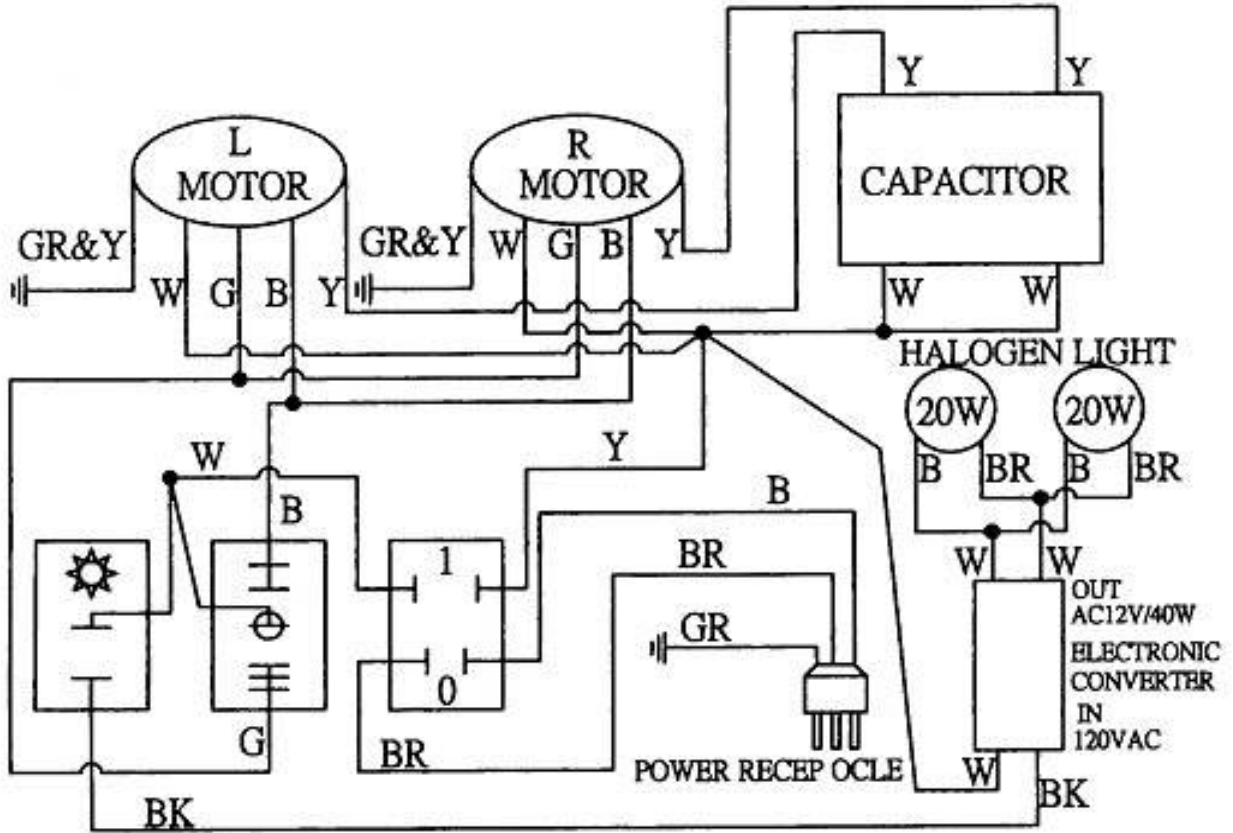 Y Y
L MOTOR
R MOTOR
CAPACITOR
GR&Y
W G B Y
GR&Y
W G B Y
W W
HALOGEN LIGHT
20W
20W
B BR B BR
W
Y
B
B
BR
GR
1
0
W W
OUT
AC12V/40W
ELECTRONIC
CONVERTER
IN
120VAC
G
BR
POWER RECEP OCLE
W
BK
BK